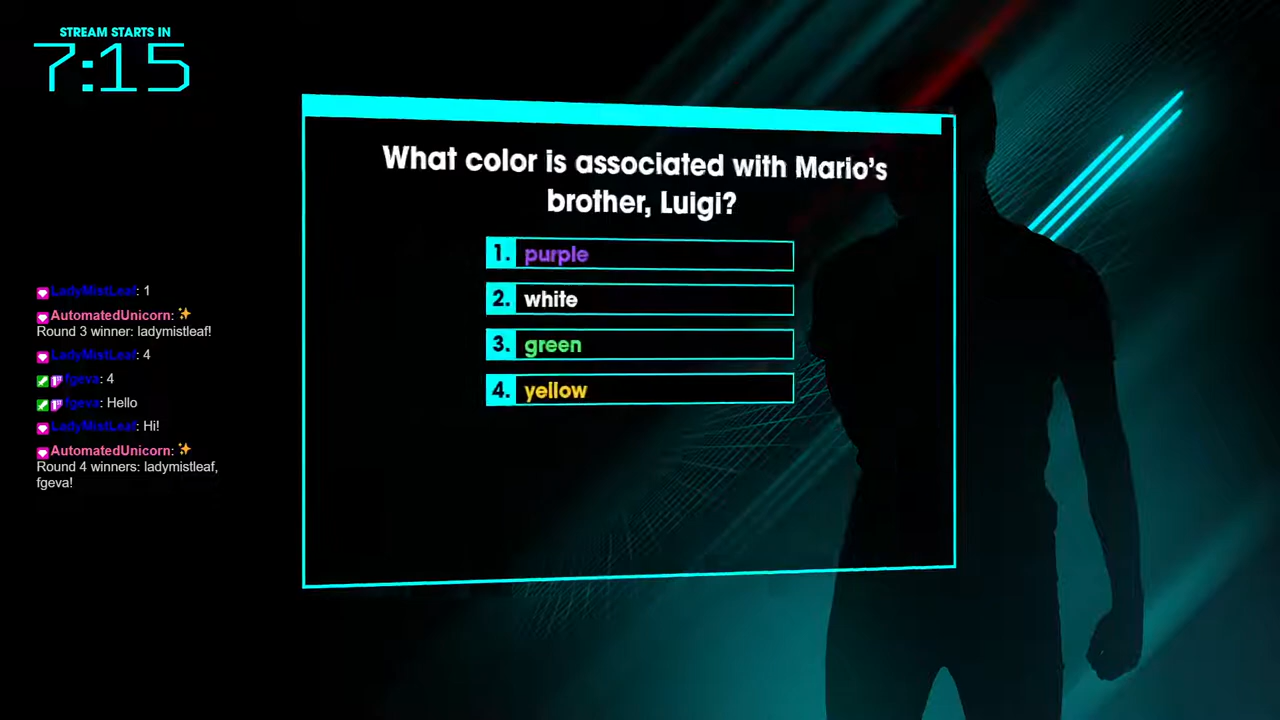 STREAM STARTS IN
7:15
What color is associated with Mario's
brother, Luigi?
1. purple
2. white
3. green
4. yellow
LadyMistLeaf: 1
AutomatedUnicorn: ✨
Round 3 winner: ladymistleaf!
LadyMistLeaf: 4
fgeva: 4
fgeva: Hello
LadyMistLeaf: Hi!
AutomatedUnicorn: ✨
Round 4 winners: ladymistleaf,
fgeva!